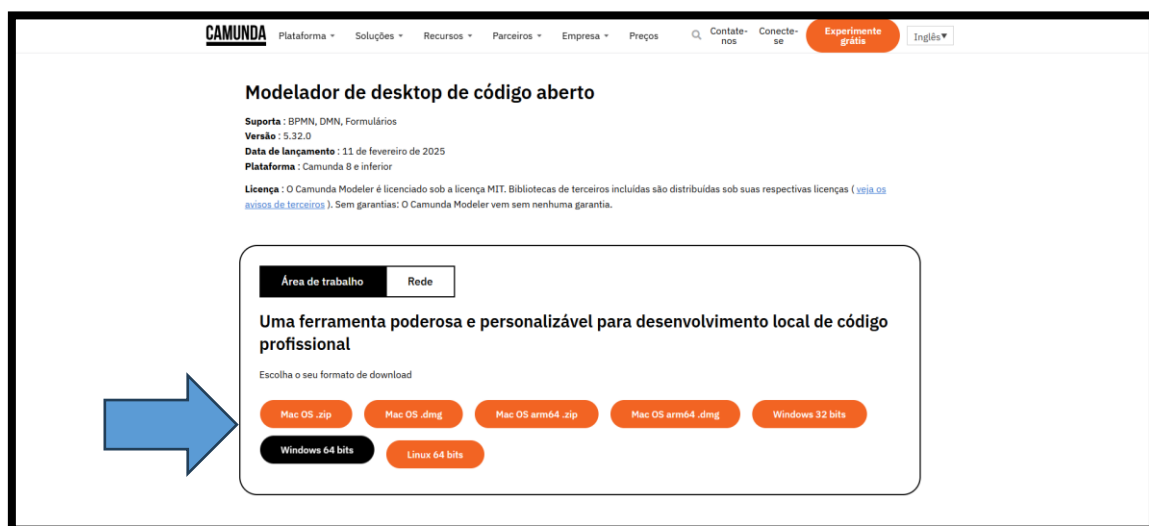 CAMUNDA Plataforma Soluções Recursos Parceiros Empresa Preços Contate-nos Conecte-se Experimente grátis Inglês▼
Modelador de desktop de código aberto
Suporta : BPMN, DMN, Formulários
Versão : 5.32.0
Data de lançamento : 11 de fevereiro de 2025
Plataforma : Camunda 8 e inferior
Licença : O Camunda Modeler é licenciado sob a licença MIT. Bibliotecas de terceiros incluídas são distribuídas sob suas respectivas licenças ( veja os
avisos de terceiros ). Sem garantias: O Camunda Modeler vem sem nenhuma garantia.
Área de trabalho Rede
Uma ferramenta poderosa e personalizável para desenvolvimento local de código
profissional
Escolha o seu formato de download
Mac OS .zip Mac OS .dmg Mac OS arm64 .zip Mac OS arm64 .dmg Windows 32 bits
Windows 64 bits Linux 64 bits